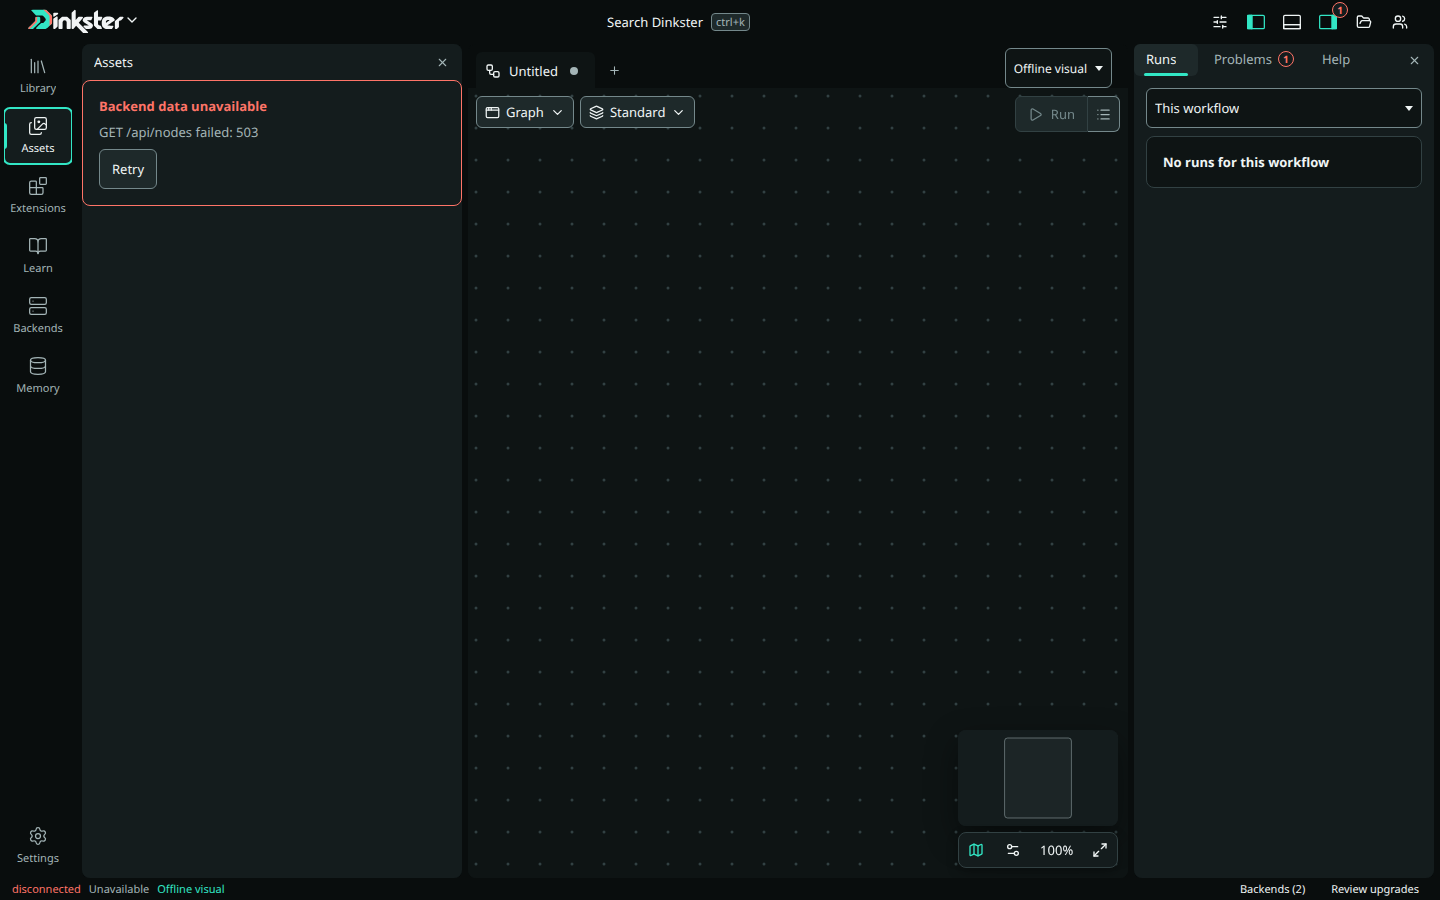 Dinkster
Search Dinkster ctrl+k
1
Library
Assets
Extensions
Learn
Backends
Memory
Settings
Assets
Backend data unavailable
GET /api/nodes failed: 503
Retry
Untitled
Offline visual
Graph
Standard
Run
100%
Runs
Problems 1
Help
This workflow
No runs for this workflow
disconnected Unavailable Offline visual
Backends (2) Review upgrades